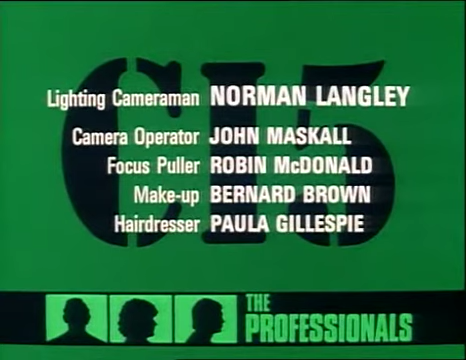 CI5
Lighting Cameraman NORMAN LANGLEY
Camera Operator JOHN MASKALL
Focus Puller ROBIN McDONALD
Make-up BERNARD BROWN
Hairdresser PAULA GILLESPIE
THE
PROFESSIONALS